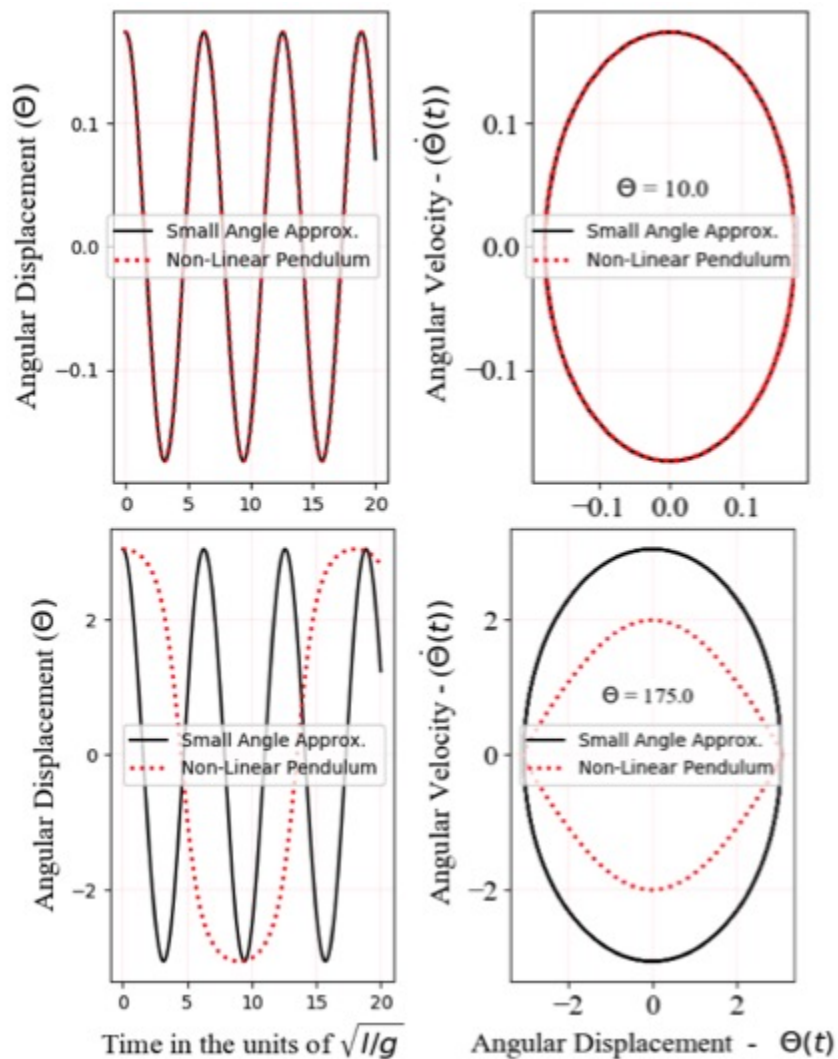 Angular Displacement (Θ)
0.1
0.0
−0.1
0 5 10 15 20
Small Angle Approx.
Non-Linear Pendulum
Angular Velocity - (Θ̇(t))
0.1
0.0
−0.1
−0.1 0.0 0.1
Θ = 10.0
Small Angle Approx.
Non-Linear Pendulum
Angular Displacement (Θ)
2
0
−2
0 5 10 15 20
Small Angle Approx.
Non-Linear Pendulum
Time in the units of √l/g
Angular Velocity - (Θ̇(t))
2
0
−2
−2 0 2
Θ = 175.0
Small Angle Approx.
Non-Linear Pendulum
Angular Displacement - Θ(t)